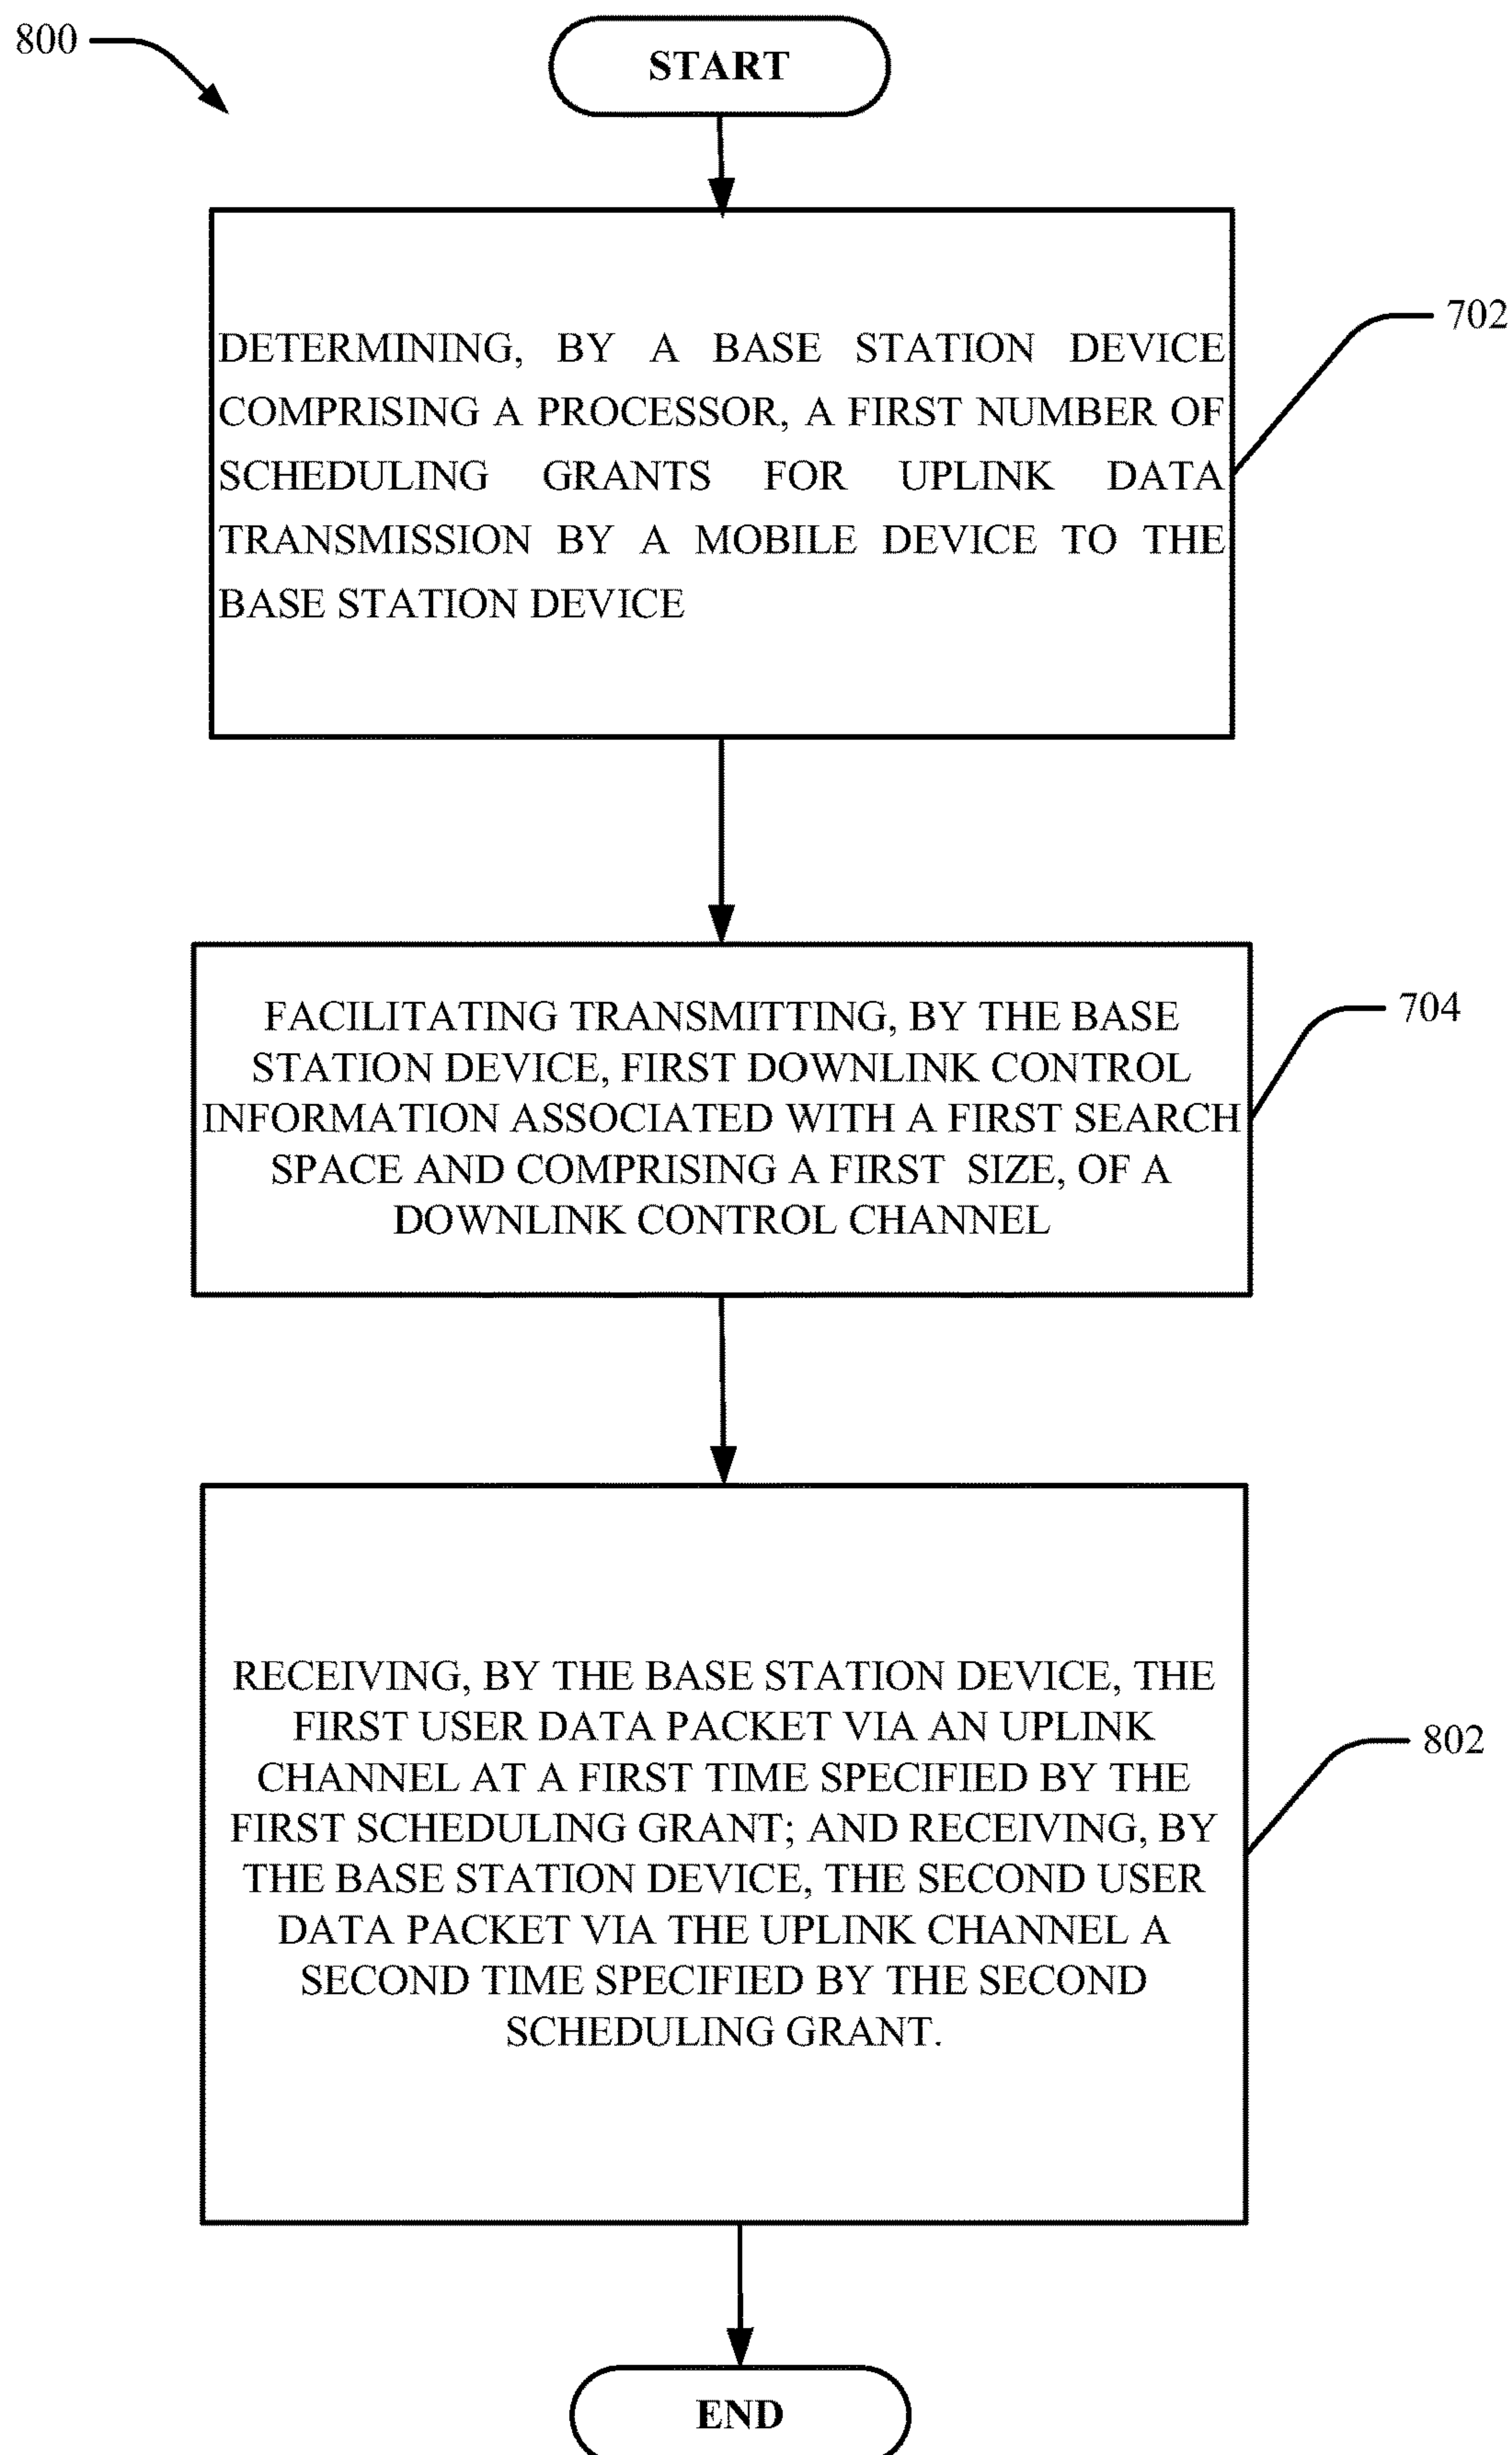 800
START
DETERMINING, BY A BASE STATION DEVICE
COMPRISING A PROCESSOR, A FIRST NUMBER OF
SCHEDULING GRANTS FOR UPLINK DATA
TRANSMISSION BY A MOBILE DEVICE TO THE
BASE STATION DEVICE
702
FACILITATING TRANSMITTING, BY THE BASE
STATION DEVICE, FIRST DOWNLINK CONTROL
INFORMATION ASSOCIATED WITH A FIRST SEARCH
SPACE AND COMPRISING A FIRST SIZE, OF A
DOWNLINK CONTROL CHANNEL
704
RECEIVING, BY THE BASE STATION DEVICE, THE
FIRST USER DATA PACKET VIA AN UPLINK
CHANNEL AT A FIRST TIME SPECIFIED BY THE
FIRST SCHEDULING GRANT; AND RECEIVING, BY
THE BASE STATION DEVICE, THE SECOND USER
DATA PACKET VIA THE UPLINK CHANNEL A
SECOND TIME SPECIFIED BY THE SECOND
SCHEDULING GRANT.
802
END